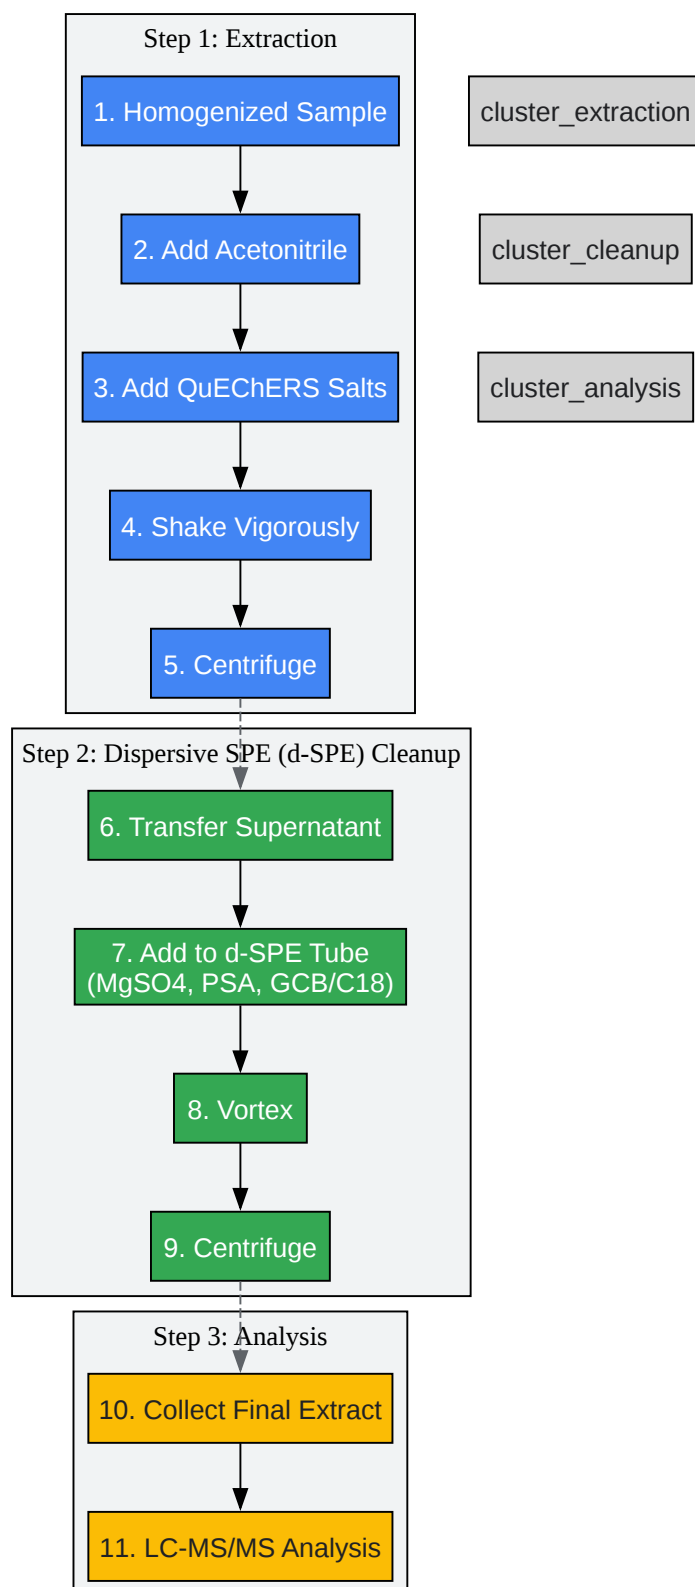 Step 1: Extraction
1. Homogenized Sample
cluster_extraction
2. Add Acetonitrile
cluster_cleanup
3. Add QuEChERS Salts
cluster_analysis
4. Shake Vigorously
5. Centrifuge
Step 2: Dispersive SPE (d-SPE) Cleanup
6. Transfer Supernatant
7. Add to d-SPE Tube
(MgSO4, PSA, GCB/C18)
8. Vortex
9. Centrifuge
Step 3: Analysis
10. Collect Final Extract
11. LC-MS/MS Analysis